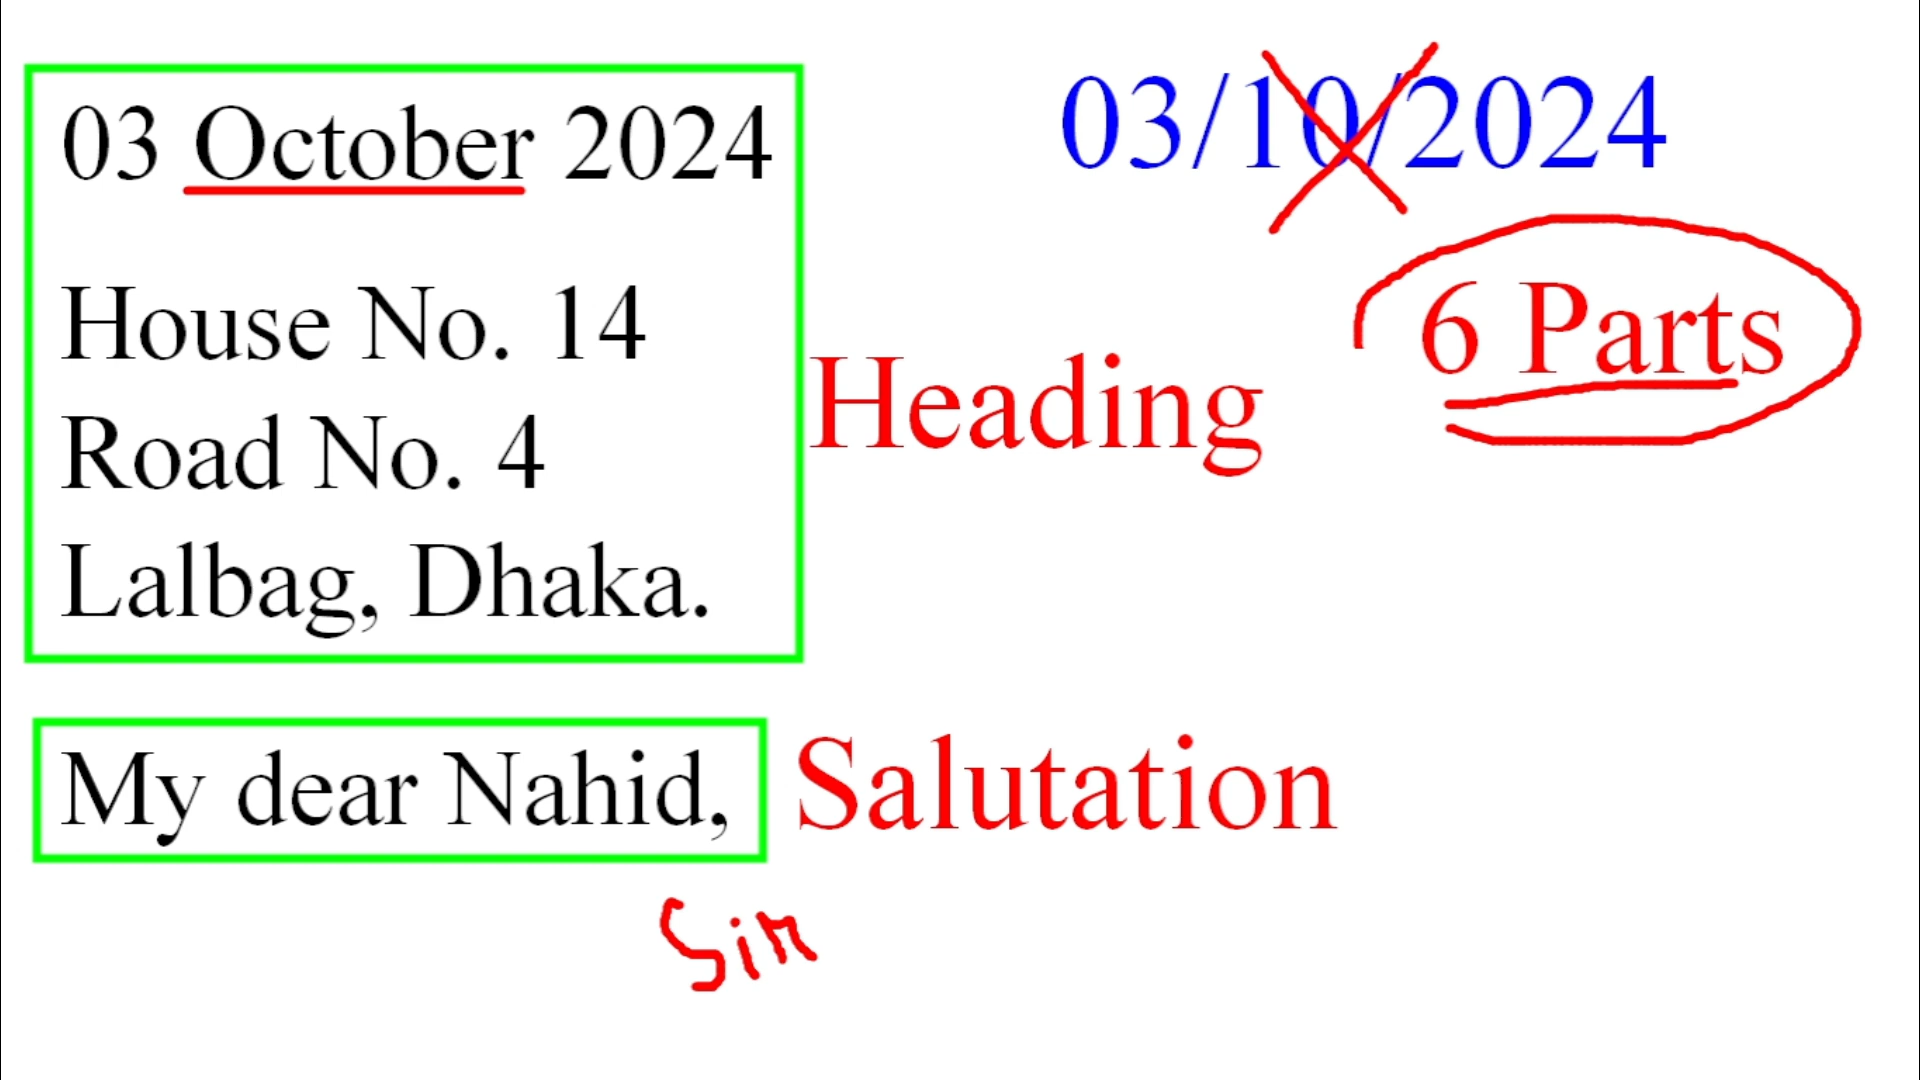 03 October 2024
03/10/2024
House No. 14
6 Parts
Road No. 4
Heading
Lalbag, Dhaka.
My dear Nahid,
Salutation
Sir